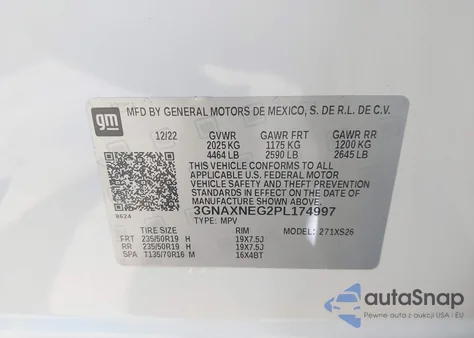 gm
MFD BY GENERAL MOTORS DE MEXICO, S. DE R.L. DE C.V.
12/22 GVWR GAWR FRT GAWR RR
2025 KG 1175 KG 1200 KG
4464 LB 2590 LB 2645 LB
THIS VEHICLE CONFORMS TO ALL
APPLICABLE U.S. FEDERAL MOTOR
VEHICLE SAFETY AND THEFT PREVENTION
STANDARDS IN EFFECT ON THE DATE OF
MANUFACTURE SHOWN ABOVE.
3GNAXNEG2PL174997
8624 TYPE: MPV MODEL: 271XS26
TIRE SIZE RIM
FRT 235/50R19 H 19X7.5J
RR 235/50R19 H 19X7.5J
SPA T135/70R16 M 16X4BT
autoSnap
Pewne auta z aukcji USA i EU